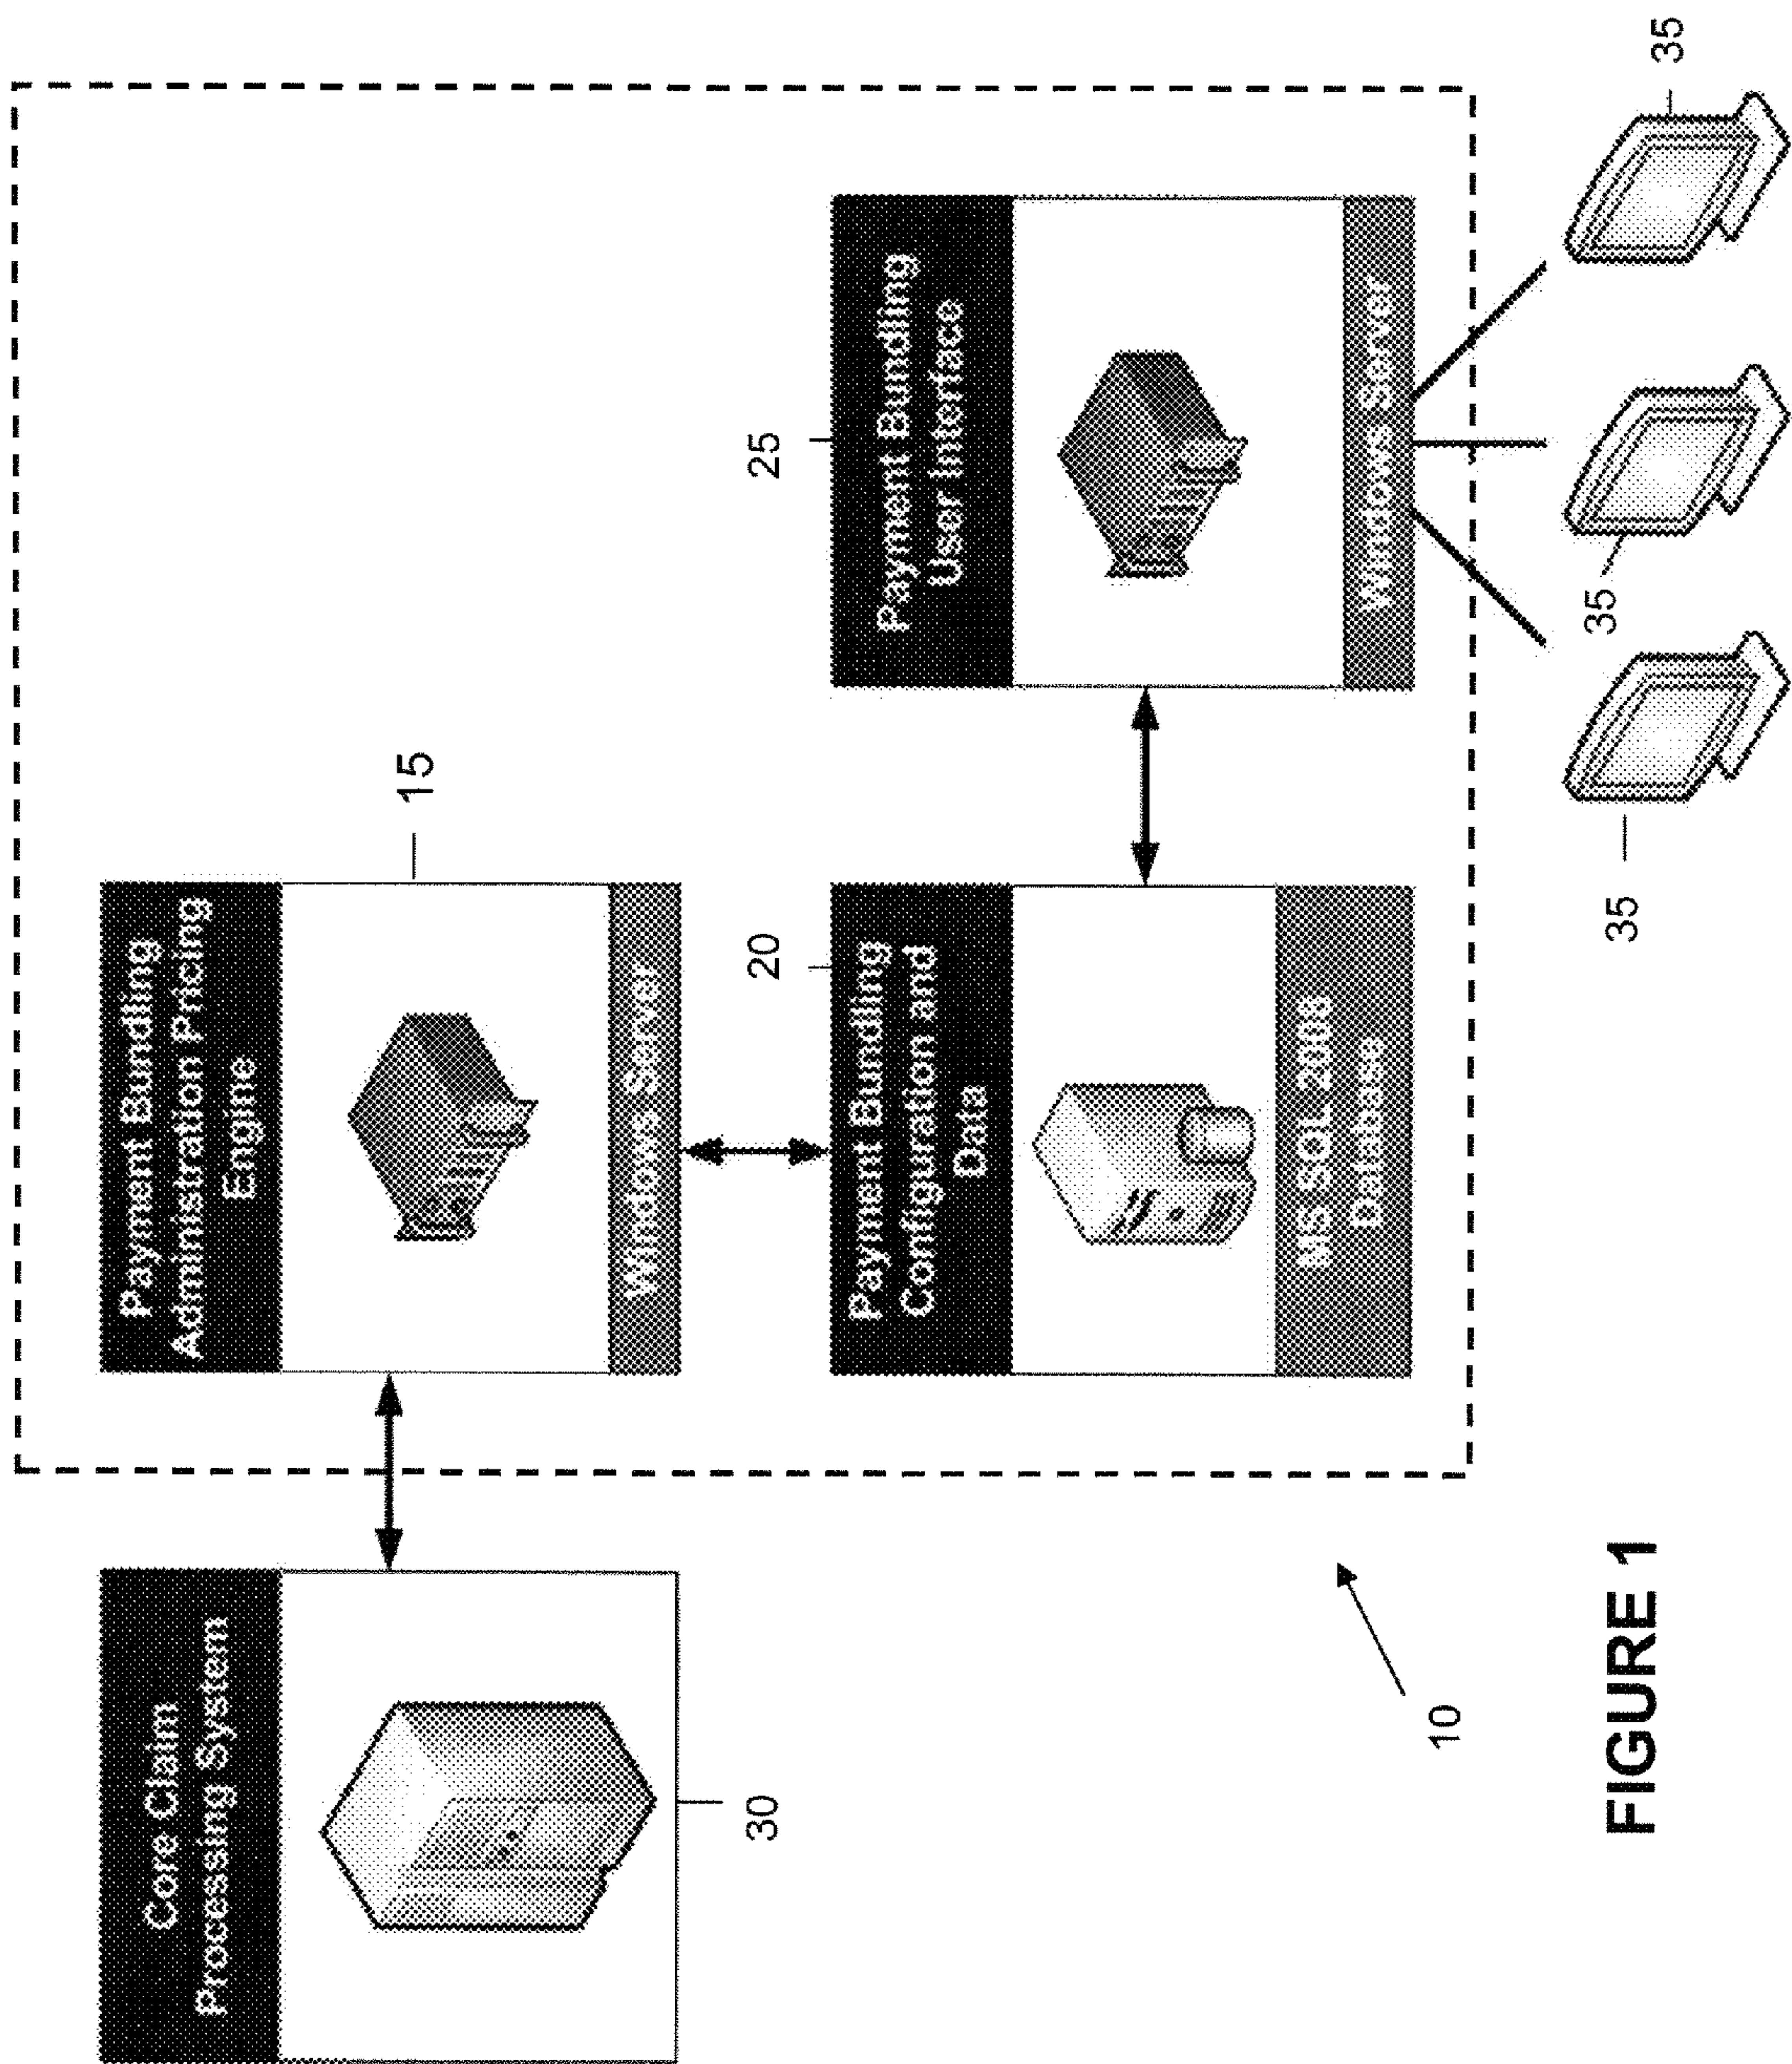 Core Claim
Processing System
30
Payment Bundling
Administration Pricing
Engine
Windows Server
15
20
Payment Bundling
Configuration and
Data
MS SQL 2008
Database
25
Payment Bundling
User Interface
Windows Server
10
35
35
35
FIGURE 1